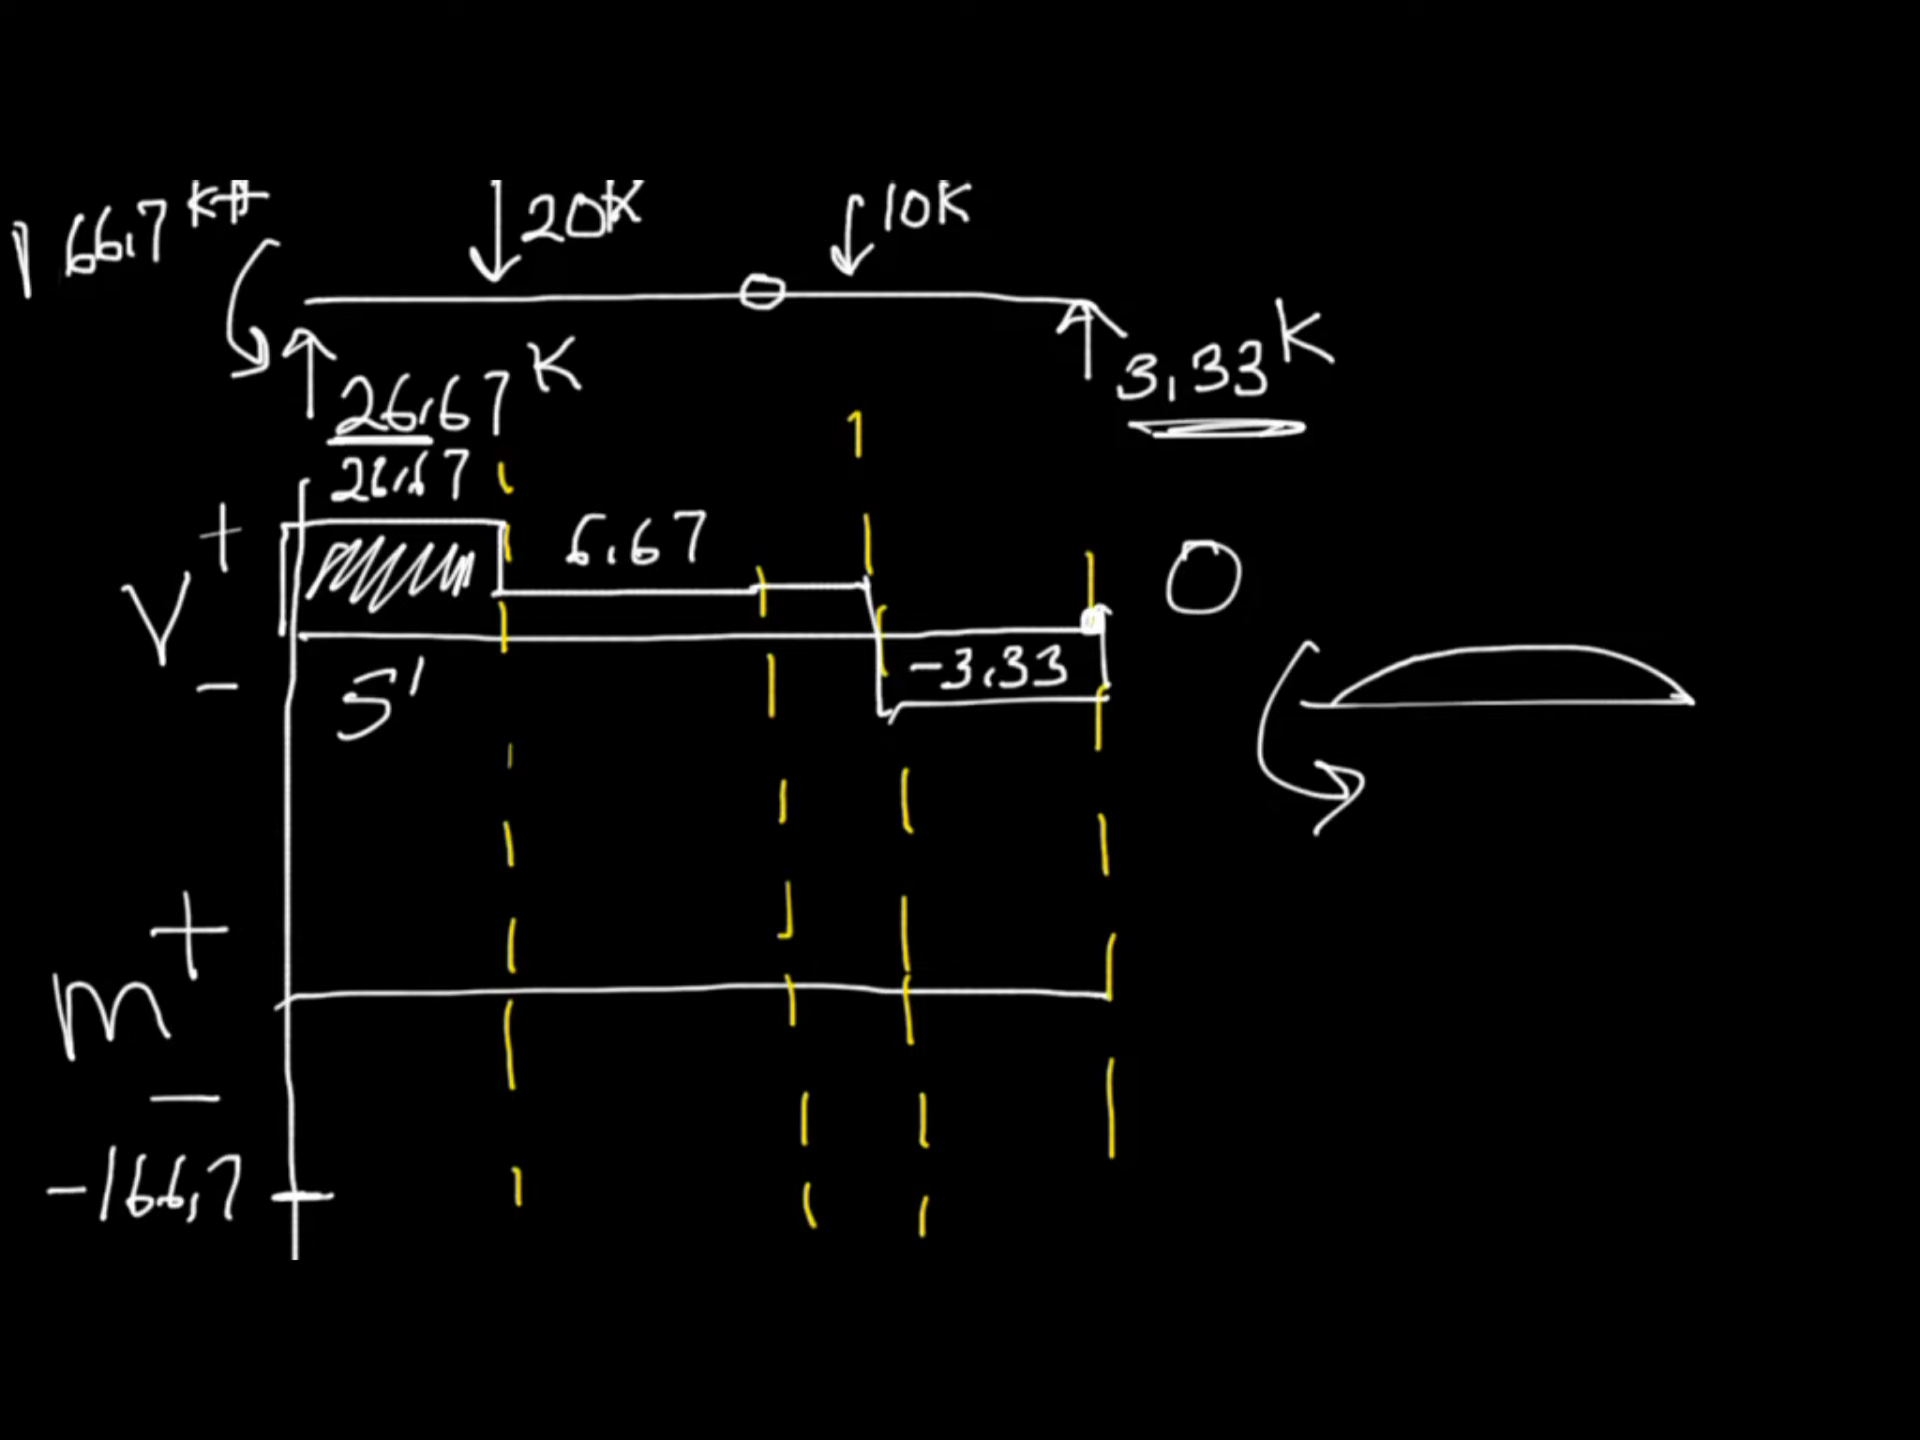 166.7 K-ft
20K
10K
26.67 K
3.33 K
26.67
+
6.67
0
V
-
5'
-3.33
+
M
-
-166.7